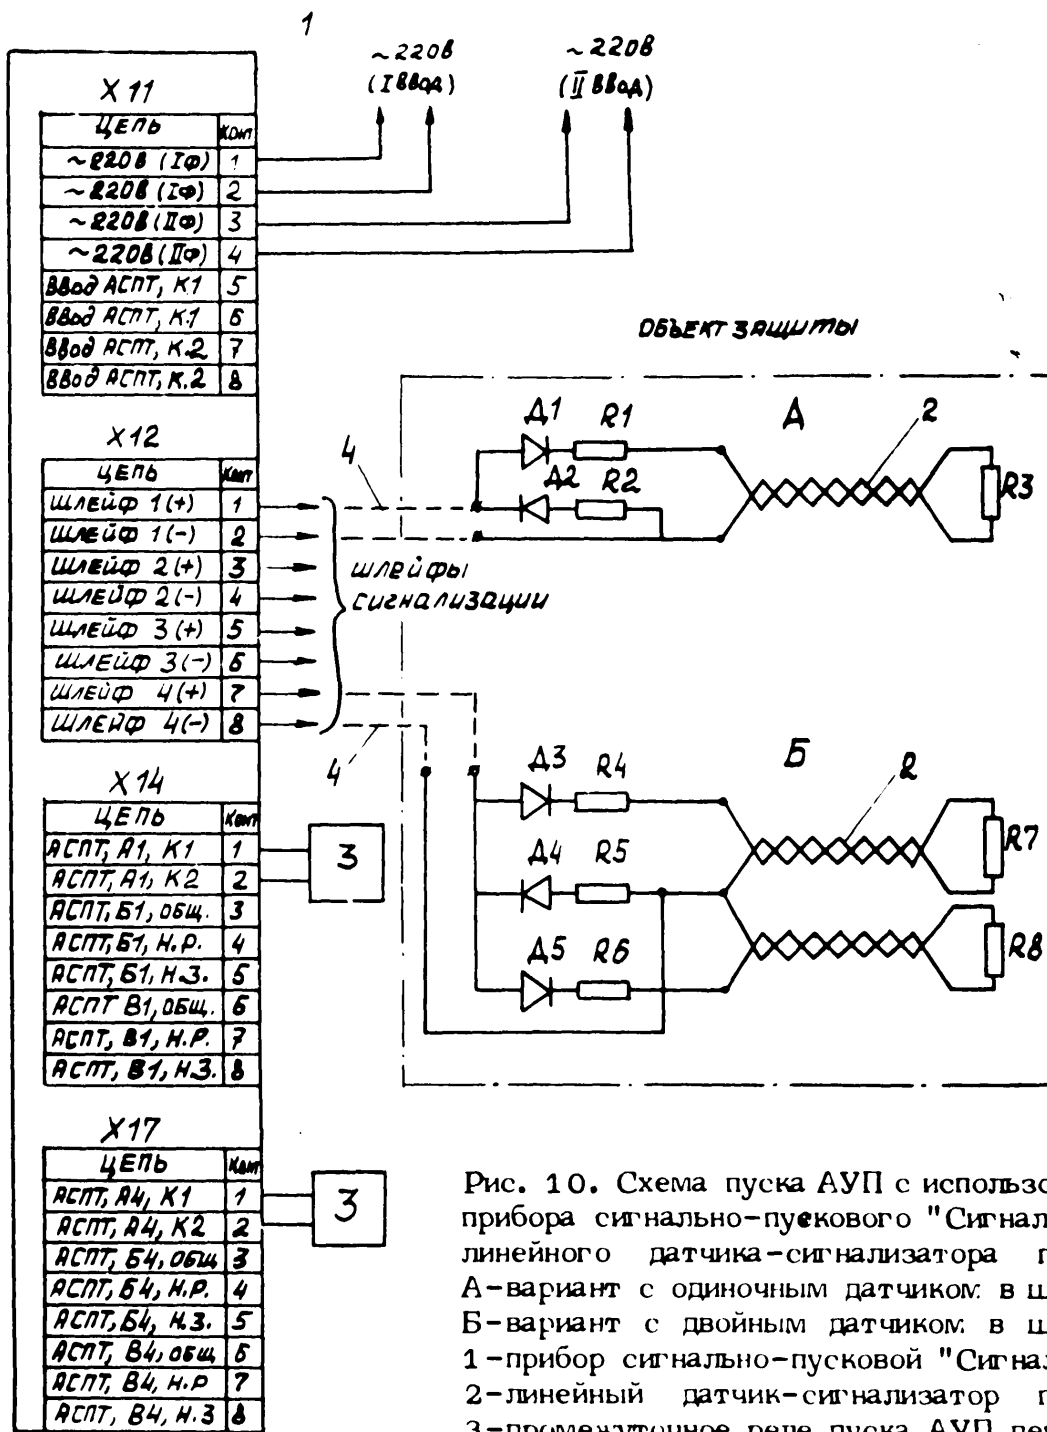 1
~220В
(I ВВОД)
~220В
(II ВВОД)
Х11
ЦЕПЬ КОНТ
~220В (IФ) 1
~220В (IФ) 2
~220В (IIФ) 3
~220В (IIФ) 4
ВВОД АСПТ, К1 5
ВВОД АСПТ, К1 6
ВВОД АСПТ, К.2 7
ВВОД АСПТ, К.2 8
ОБЪЕКТ ЗАЩИТЫ
Х12
ЦЕПЬ КОНТ
ШЛЕЙФ 1(+) 1
ШЛЕЙФ 1(-) 2
ШЛЕЙФ 2(+) 3
ШЛЕЙФ 2(-) 4
ШЛЕЙФ 3(+) 5
ШЛЕЙФ 3(-) 6
ШЛЕЙФ 4(+) 7
ШЛЕЙФ 4(-) 8
ШЛЕЙФЫ
СИГНАЛИЗАЦИИ
4
4
А
Д1 R1
Д2 R2
2
R3
Б
Д3 R4
Д4 R5
Д5 R6
2
R7
R8
Х14
ЦЕПЬ КОНТ
АСПТ, А1, К1 1
АСПТ, А1, К2 2
АСПТ, Б1, ОБЩ. 3
АСПТ, Б1, Н.Р. 4
АСПТ, Б1, Н.З. 5
АСПТ В1, ОБЩ. 6
АСПТ, В1, Н.Р. 7
АСПТ, В1, Н.З. 8
3
Х17
ЦЕПЬ КОНТ
АСПТ, А4, К1 1
АСПТ, А4, К2 2
АСПТ, Б4, ОБЩ 3
АСПТ, Б4, Н.Р. 4
АСПТ, Б4, Н.З. 5
АСПТ, В4, ОБЩ 6
АСПТ, В4, Н.Р 7
АСПТ, В4, Н.З 8
3
Рис. 10. Схема пуска АУП с использо
прибора сигнально-пускового "Сигнал
линейного датчика-сигнализатора п
А-вариант с одиночным датчиком в ш
Б-вариант с двойным датчиком в ш
1-прибор сигнально-пусковой "Сигна
2-линейный датчик-сигнализатор п
3-промежуточное реле пуска АУП